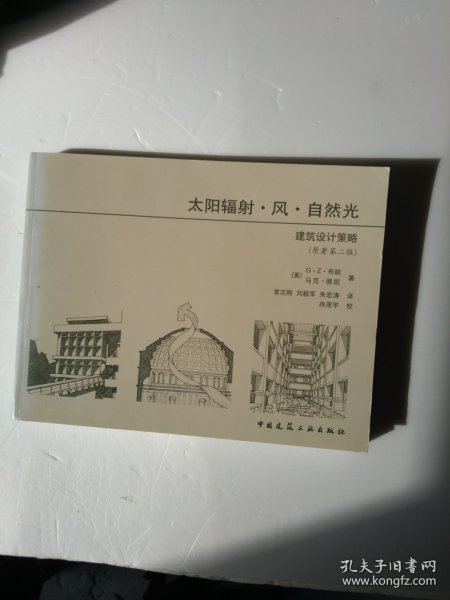 太阳辐射·风·自然光
建筑设计策略
(原著第二版)
[美] G·Z·布朗
马克·德凯 著
常志刚 刘毅军 朱宏涛 译
冉茂宇 校
中国建筑工业出版社
孔夫子旧书网
www.kongfz.com